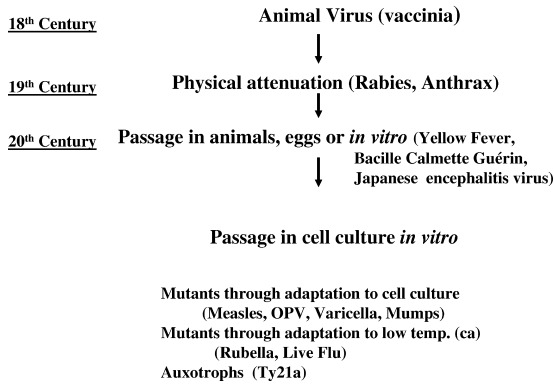 18th Century Animal Virus (vaccinia)
19th Century Physical attenuation (Rabies, Anthrax)
20th Century Passage in animals, eggs or in vitro (Yellow Fever,
Bacille Calmette Guérin,
Japanese encephalitis virus)
Passage in cell culture in vitro
Mutants through adaptation to cell culture
(Measles, OPV, Varicella, Mumps)
Mutants through adaptation to low temp. (ca)
(Rubella, Live Flu)
Auxotrophs (Ty21a)